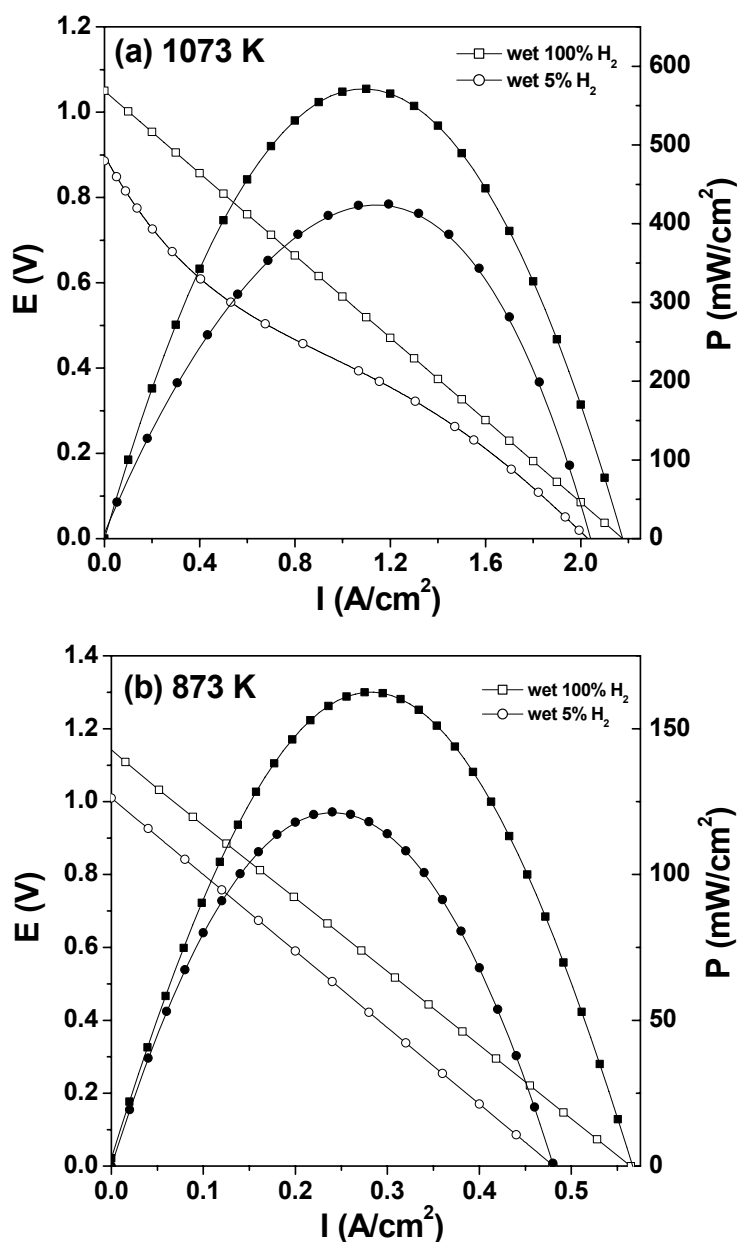 (a) 1073 K
wet 100% H₂
wet 5% H₂
E (V)
1.2
1.0
0.8
0.6
0.4
0.2
0.0
P (mW/cm²)
600
500
400
300
200
100
0
0.0 0.4 0.8 1.2 1.6 2.0
I (A/cm²)
(b) 873 K
wet 100% H₂
wet 5% H₂
E (V)
1.4
1.3
1.2
1.0
0.8
0.6
0.4
0.2
0.0
P (mW/cm²)
150
100
50
0
0.0 0.1 0.2 0.3 0.4 0.5
I (A/cm²)